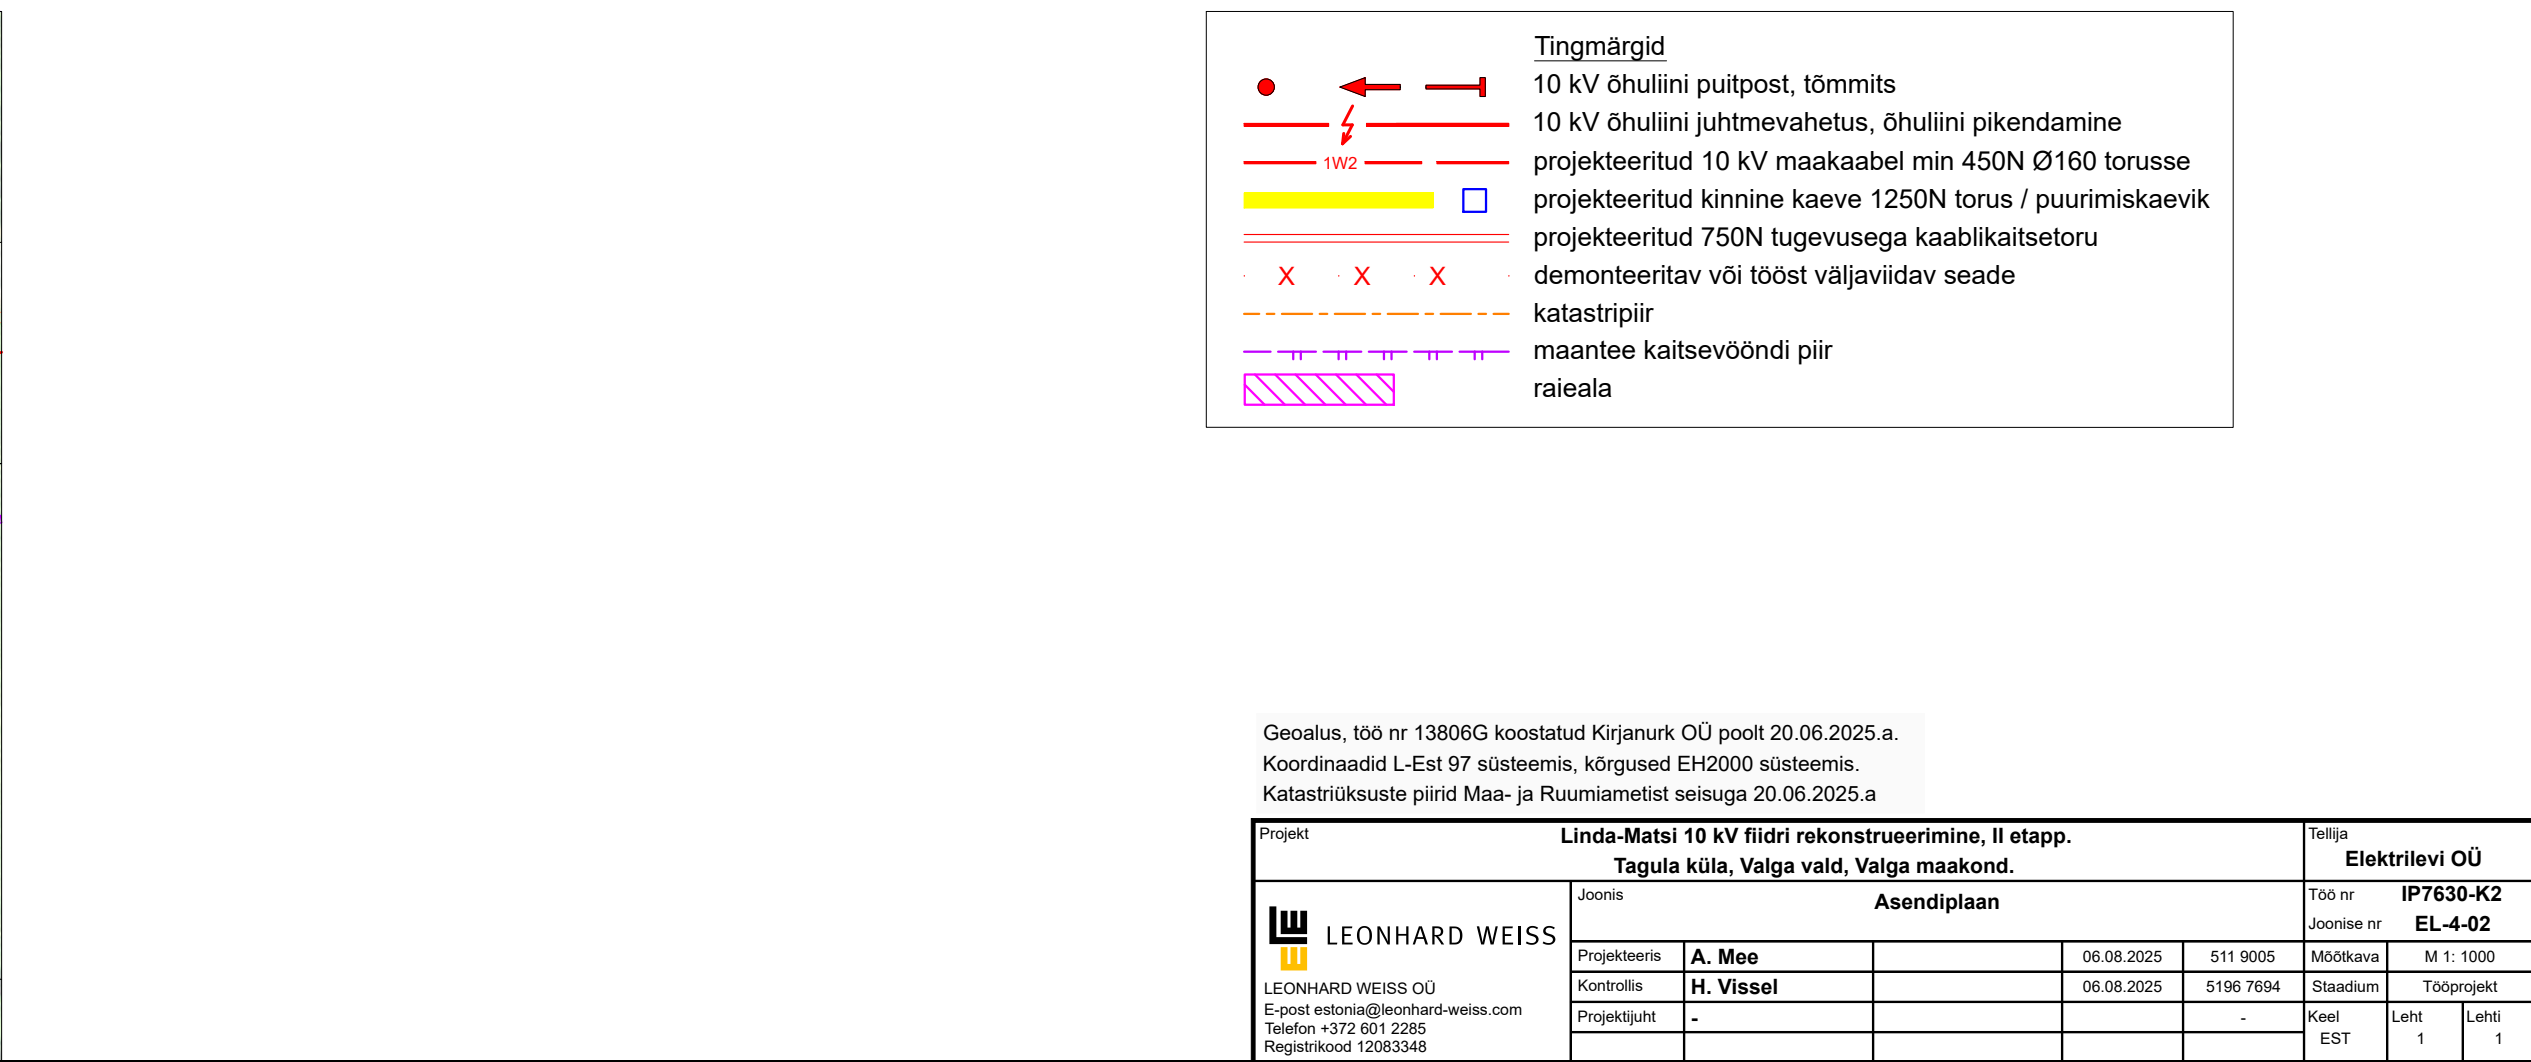 Tingmärgid
10 kV õhuliini puitpost, tõmmits
10 kV õhuliini juhtmevahetus, õhuliini pikendamine
1W2 projekteeritud 10 kV maakaabel min 450N Ø160 torusse
projekteeritud kinnine kaeve 1250N torus / puurimiskaevik
projekteeritud 750N tugevusega kaablikaitsetoru
X X X demonteeritav või tööst väljaviidav seade
katastripiir
maantee kaitsevööndi piir
raieala
Geoalus, töö nr 13806G koostatud Kirjanurk OÜ poolt 20.06.2025.a.
Koordinaadid L-Est 97 süsteemis, kõrgused EH2000 süsteemis.
Katastriüksuste piirid Maa- ja Ruumiametist seisuga 20.06.2025.a
Projekt
Linda-Matsi 10 kV fiidri rekonstrueerimine, II etapp.
Tagula küla, Valga vald, Valga maakond.
Tellija
Elektrilevi OÜ
LEONHARD WEISS
LEONHARD WEISS OÜ
E-post estonia@leonhard-weiss.com
Telefon +372 601 2285
Registrikood 12083348
Joonis
Asendiplaan
Töö nr IP7630-K2
Joonise nr EL-4-02
Projekteeris A. Mee 06.08.2025 511 9005
Mõõtkava M 1: 1000
Kontrollis H. Vissel 06.08.2025 5196 7694
Staadium Tööprojekt
Projektijuht - -
Keel Leht Lehti
EST 1 1